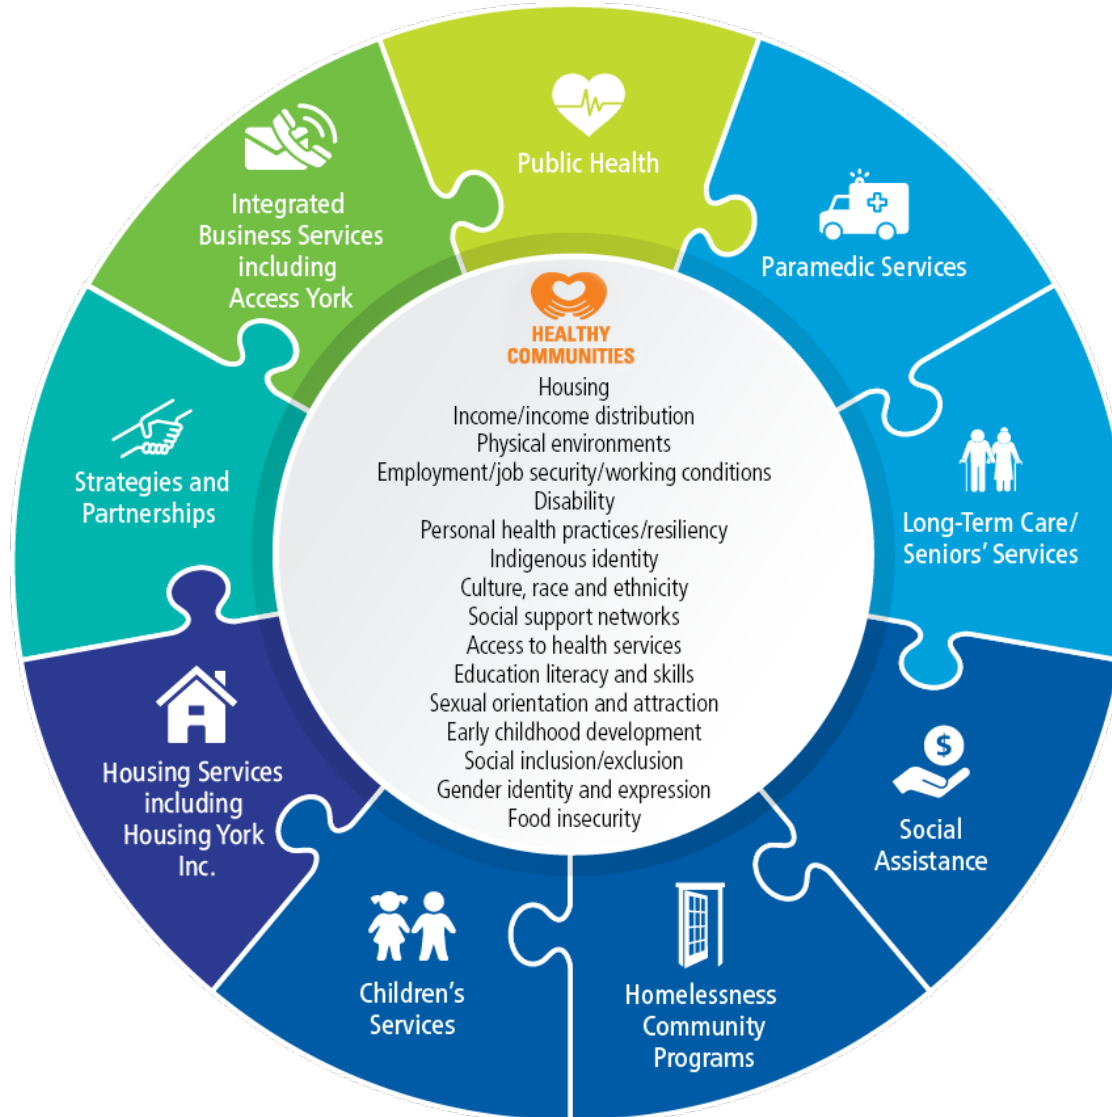 Public Health
Paramedic Services
Long-Term Care/
Seniors’ Services
$
Social
Assistance
Homelessness
Community
Programs
Children’s
Services
Housing Services
including
Housing York
Inc.
Strategies and
Partnerships
Integrated
Business Services
including
Access York
HEALTHY
COMMUNITIES
Housing
Income/income distribution
Physical environments
Employment/job security/working conditions
Disability
Personal health practices/resiliency
Indigenous identity
Culture, race and ethnicity
Social support networks
Access to health services
Education literacy and skills
Sexual orientation and attraction
Early childhood development
Social inclusion/exclusion
Gender identity and expression
Food insecurity